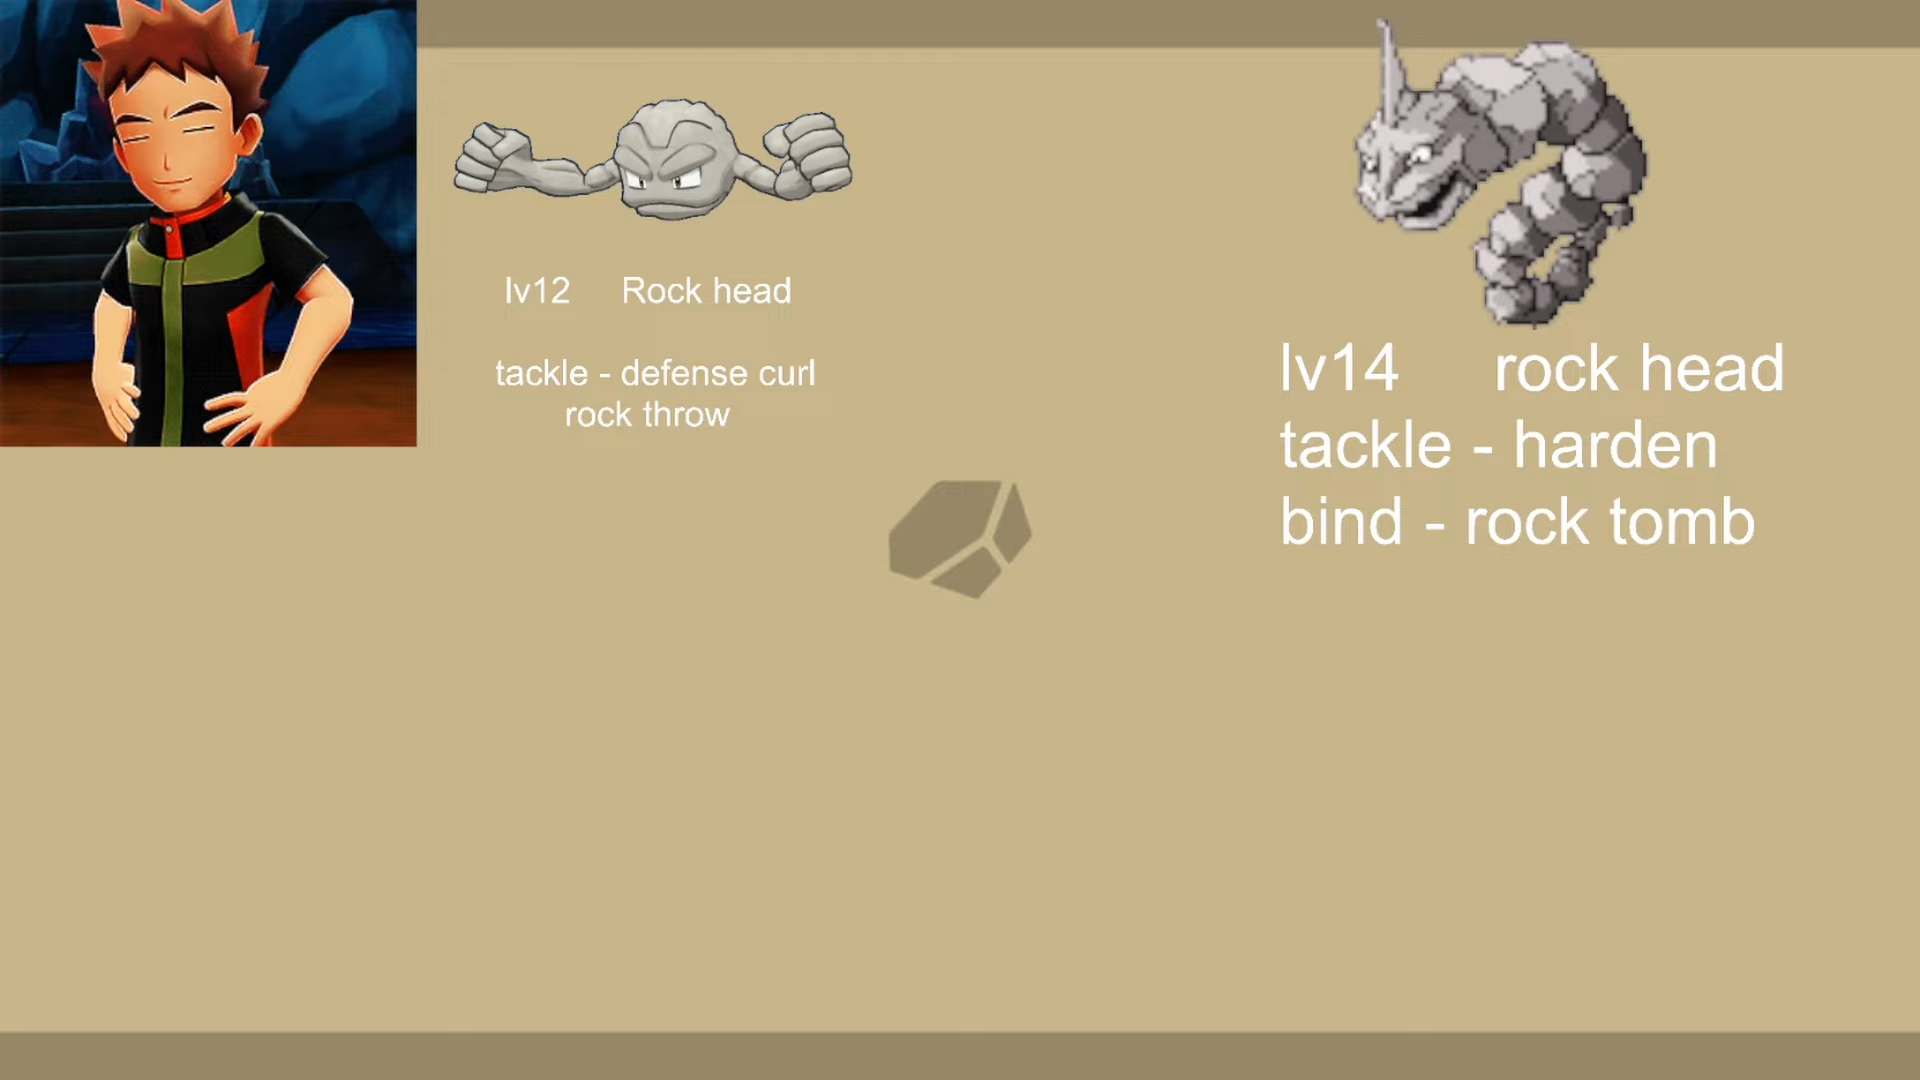 lv12 Rock head
tackle - defense curl
rock throw
lv14 rock head
tackle - harden
bind - rock tomb